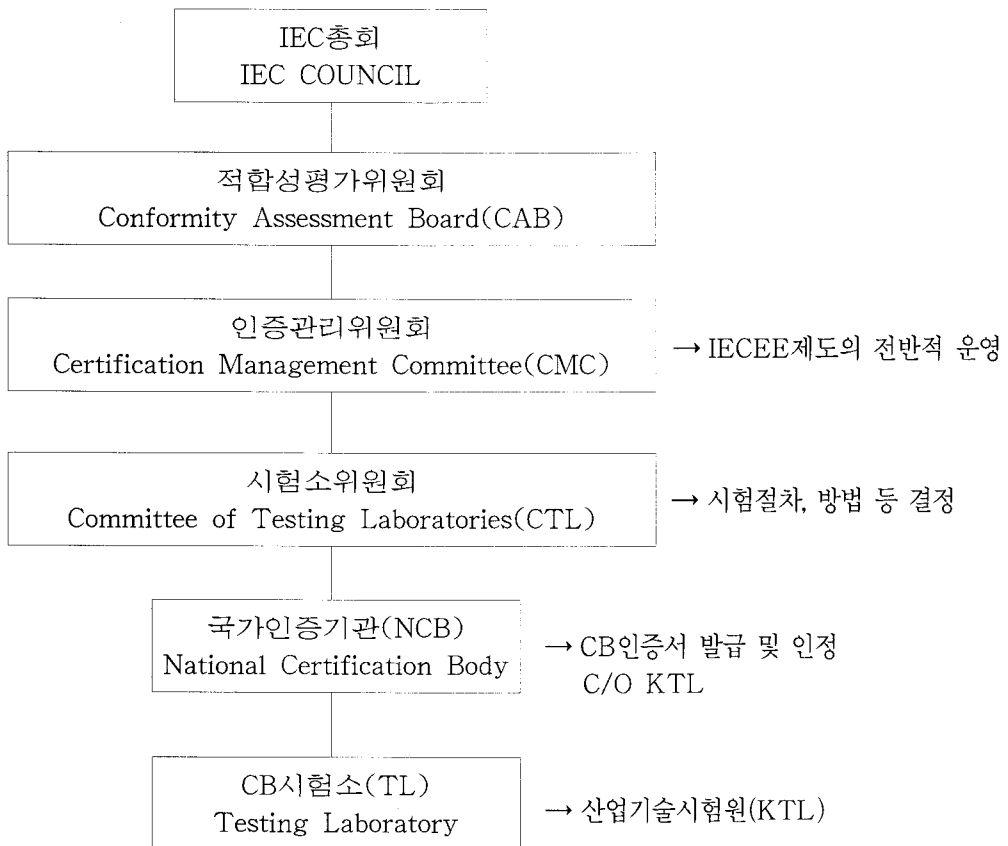 IEC총회
IEC COUNCIL
적합성평가위원회
Conformity Assessment Board(CAB)
인증관리위원회
Certification Management Committee(CMC)
→ IECEE제도의 전반적 운영
시험소위원회
Committee of Testing Laboratories(CTL)
→ 시험절차, 방법 등 결정
국가인증기관(NCB)
National Certification Body
→ CB인증서 발급 및 인정
C/O KTL
CB시험소(TL)
Testing Laboratory
→ 산업기술시험원(KTL)